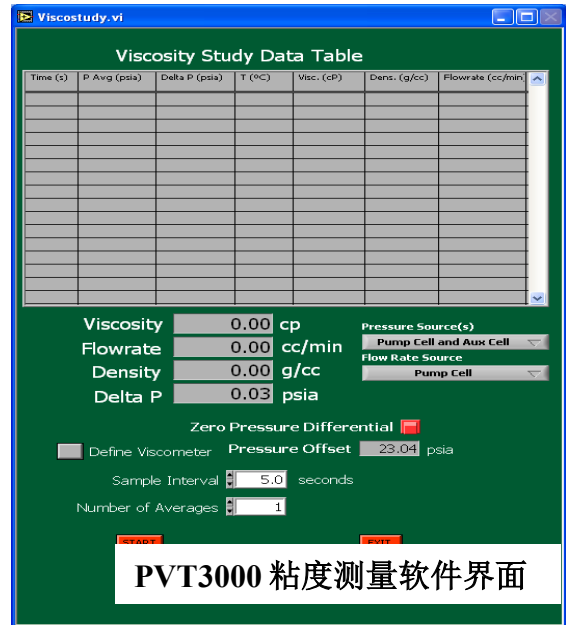 Viscostudy.vi
Viscosity Study Data Table
Time (s) P Avg (psia) Delta P (psia) T (ºC) Visc. (cP) Dens. (g/cc) Flowrate (cc/min)
Viscosity 0.00 cp
Flowrate 0.00 cc/min
Density 0.00 g/cc
Delta P 0.03 psia
Pressure Source(s)
Pump Cell and Aux Cell
Flow Rate Source
Pump Cell
Zero Pressure Differential
Define Viscometer Pressure Offset 23.04 psia
Sample Interval 5.0 seconds
Number of Averages 1
START EXIT
PVT3000 粘度测量软件界面